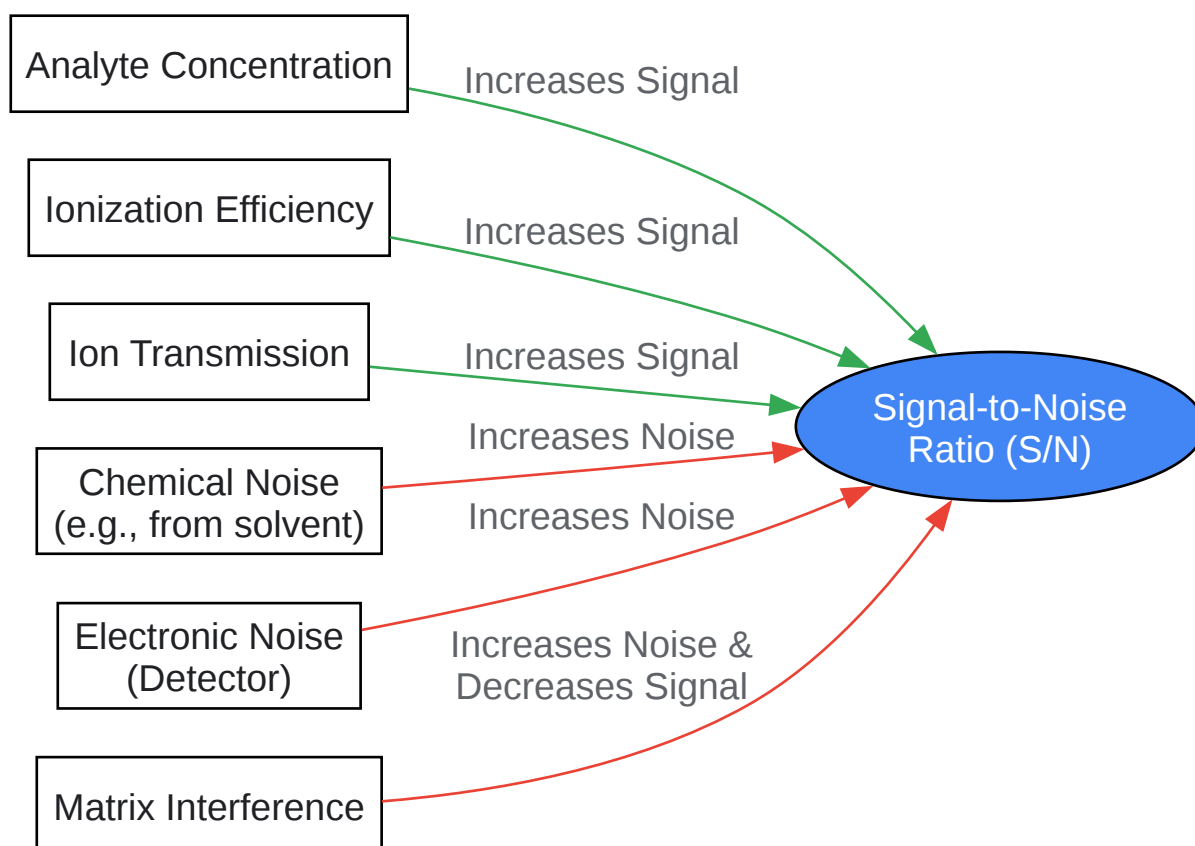 Analyte Concentration
Increases Signal
Ionization Efficiency
Increases Signal
Ion Transmission
Increases Signal
Signal-to-Noise
Ratio (S/N)
Increases Noise
Chemical Noise
(e.g., from solvent)
Increases Noise
Electronic Noise
(Detector)
Increases Noise &
Decreases Signal
Matrix Interference